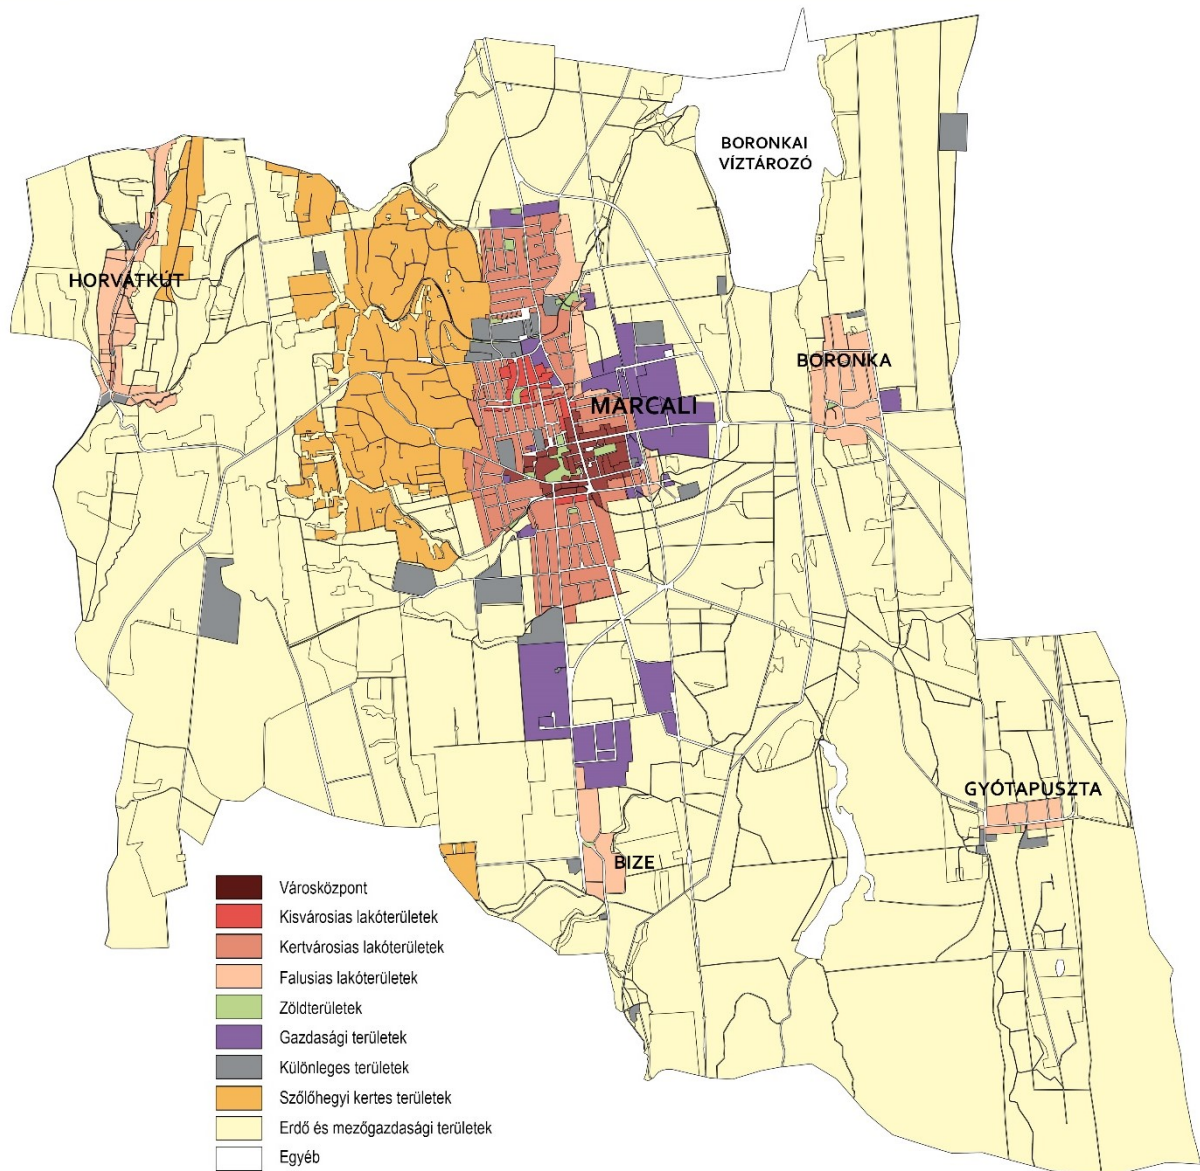 BORONKAI
VÍZTÁROZÓ
HORVÁTKÚT
BORONKA
MARCALI
GYÓTAPUSZTA
BIZE
Városközpont
Kisvárosias lakóterületek
Kertvárosias lakóterületek
Falusias lakóterületek
Zöldterületek
Gazdasági területek
Különleges területek
Szőlőhegyi kertes területek
Erdő és mezőgazdasági területek
Egyéb